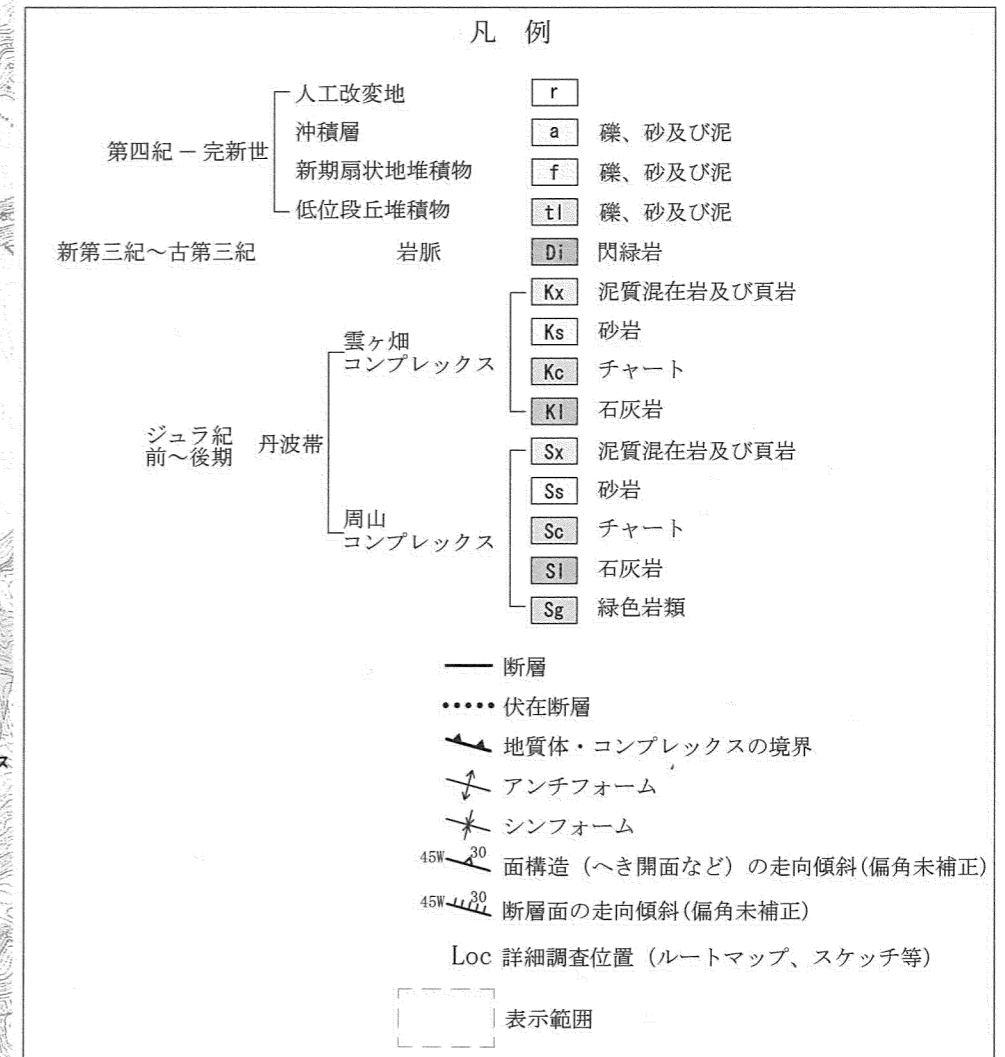 凡 例
人工改変地 r
沖積層 a 礫、砂及び泥
第四紀 － 完新世
新期扇状地堆積物 f 礫、砂及び泥
低位段丘堆積物 tl 礫、砂及び泥
新第三紀～古第三紀 岩脈 Di 閃緑岩
Kx 泥質混在岩及び頁岩
雲ヶ畑
コンプレックス
Ks 砂岩
Kc チャート
Kl 石灰岩
ジュラ紀
前～後期
丹波帯
Sx 泥質混在岩及び頁岩
Ss 砂岩
周山
コンプレックス
Sc チャート
Sl 石灰岩
Sg 緑色岩類
断層
伏在断層
地質体・コンプレックスの境界
ス
アンチフォーム
シンフォーム
45W 30 面構造（へき開面など）の走向傾斜(偏角未補正)
45W 30 断層面の走向傾斜(偏角未補正)
Loc 詳細調査位置（ルートマップ、スケッチ等）
表示範囲